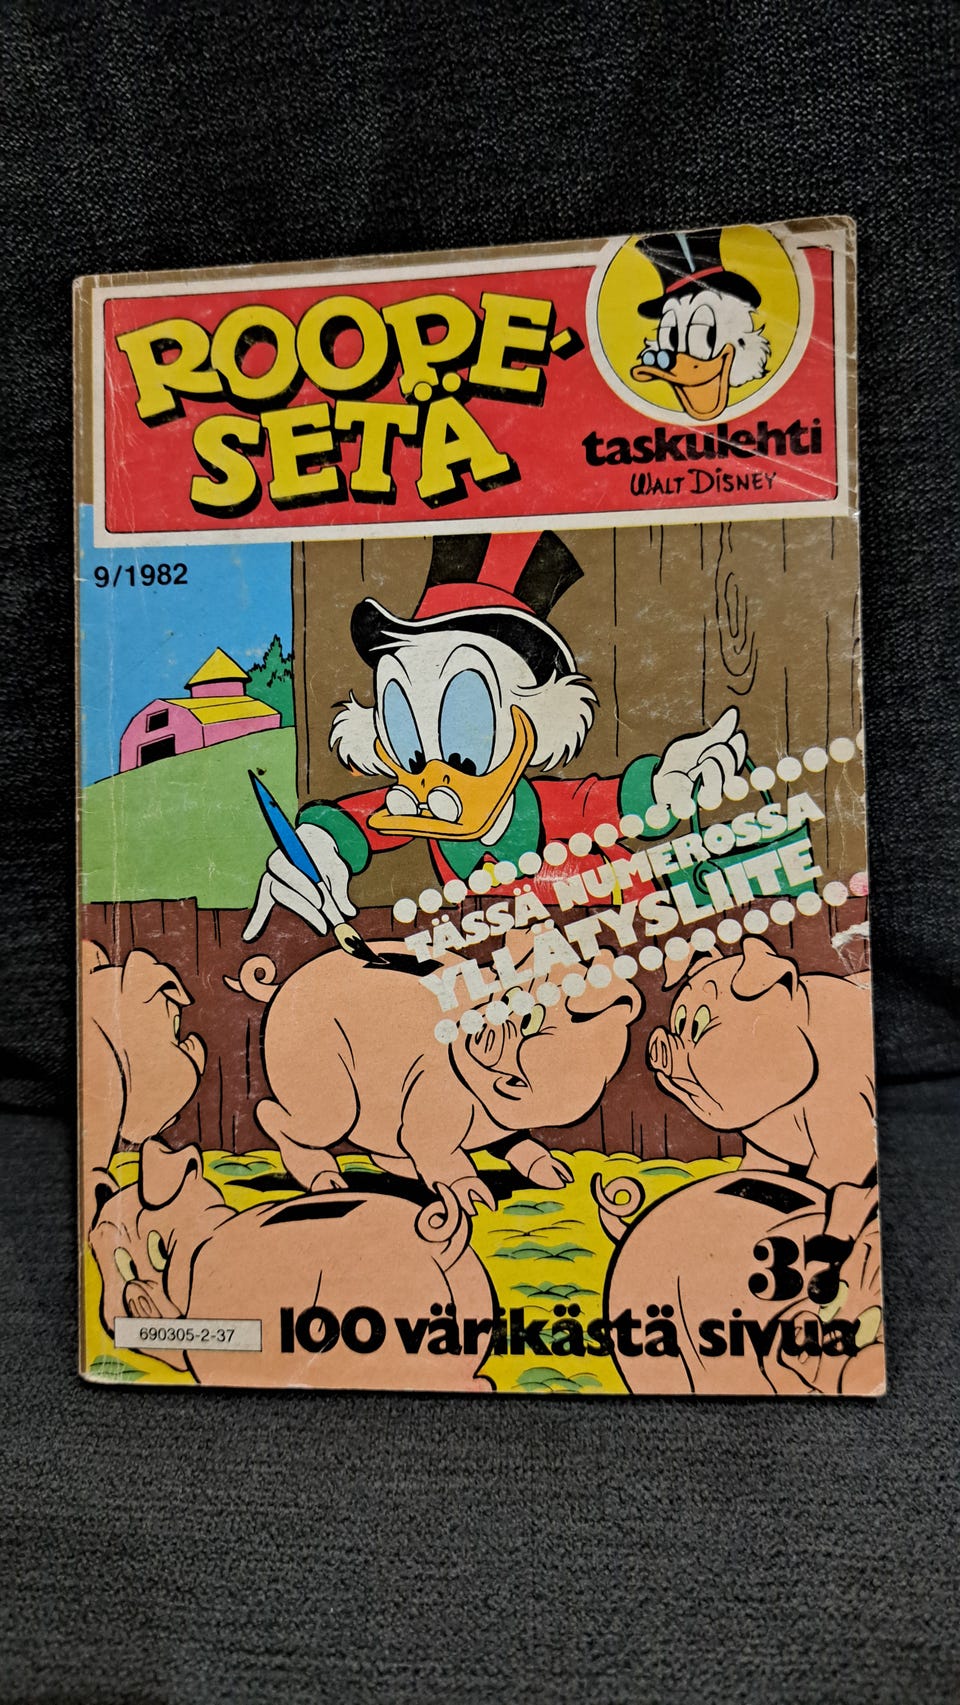 ROOPE-
SETÄ
taskulehti
WALT DISNEY
9/1982
TÄSSÄ NUMEROSSA
YLLÄTYSLIITE
37
690305-2-37
100 värikästä sivua